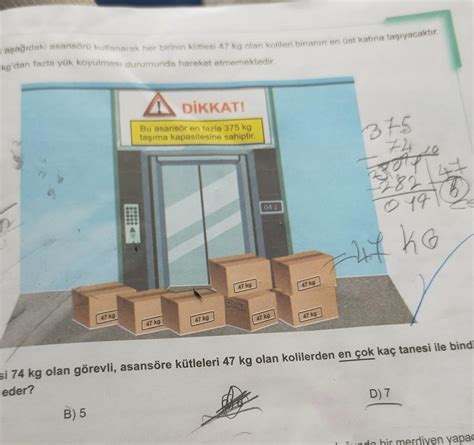 aşağıdaki asansörü kullanarak her birinin kütlesi 47 kg olan kolileri binanın en üst katına taşıyacaktır.
kg'dan fazla yük koyulması durumunda hareket etmemektedir.
DİKKAT!
Bu asansör en fazla 375 kg
taşıma kapasitesine sahiptir.
375
74
282
47
019
= 47 kg
47 kg
47 kg
47 kg
47 kg
47 kg
47 kg
47 kg
47 kg
si 74 kg olan görevli, asansöre kütleleri 47 kg olan kolilerden en çok kaç tanesi ile bind
eder?
B) 5
D) 7
bir merdiven yapa